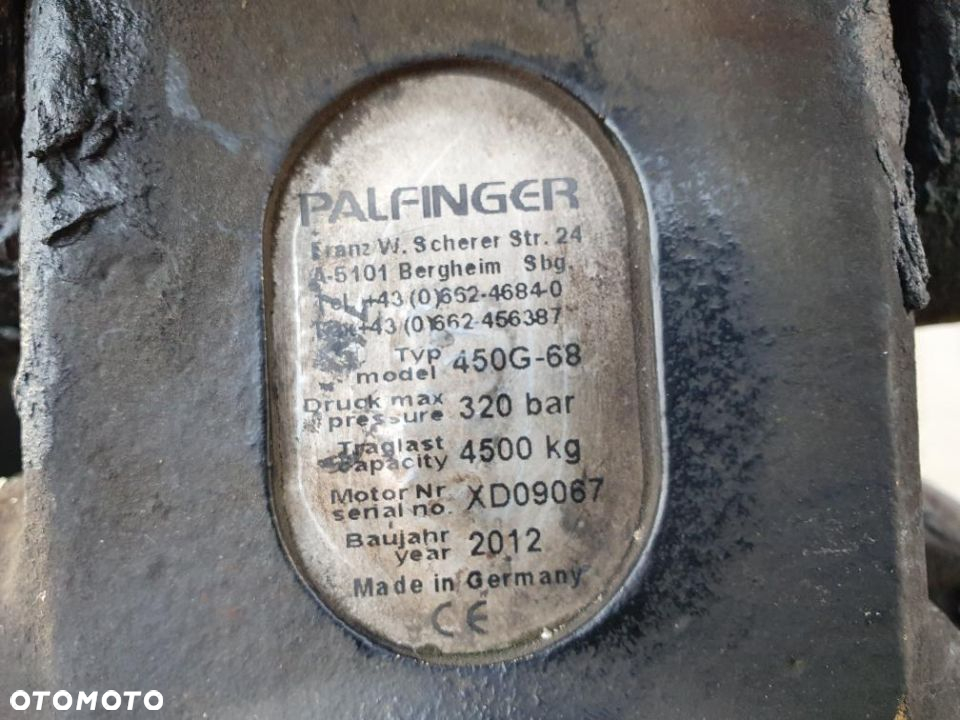 PALFINGER
Franz W. Scherer Str. 24
A-5101 Bergheim Sbg.
Tel. +43 (0)662-4684-0
Fax +43 (0)662-456387
Typ
model 450G-68
Druck max
pressure 320 bar
Traglast
capacity 4500 kg
Motor Nr
serial no. XD09067
Baujahr
year 2012
Made in Germany
CE
OTOMOTO